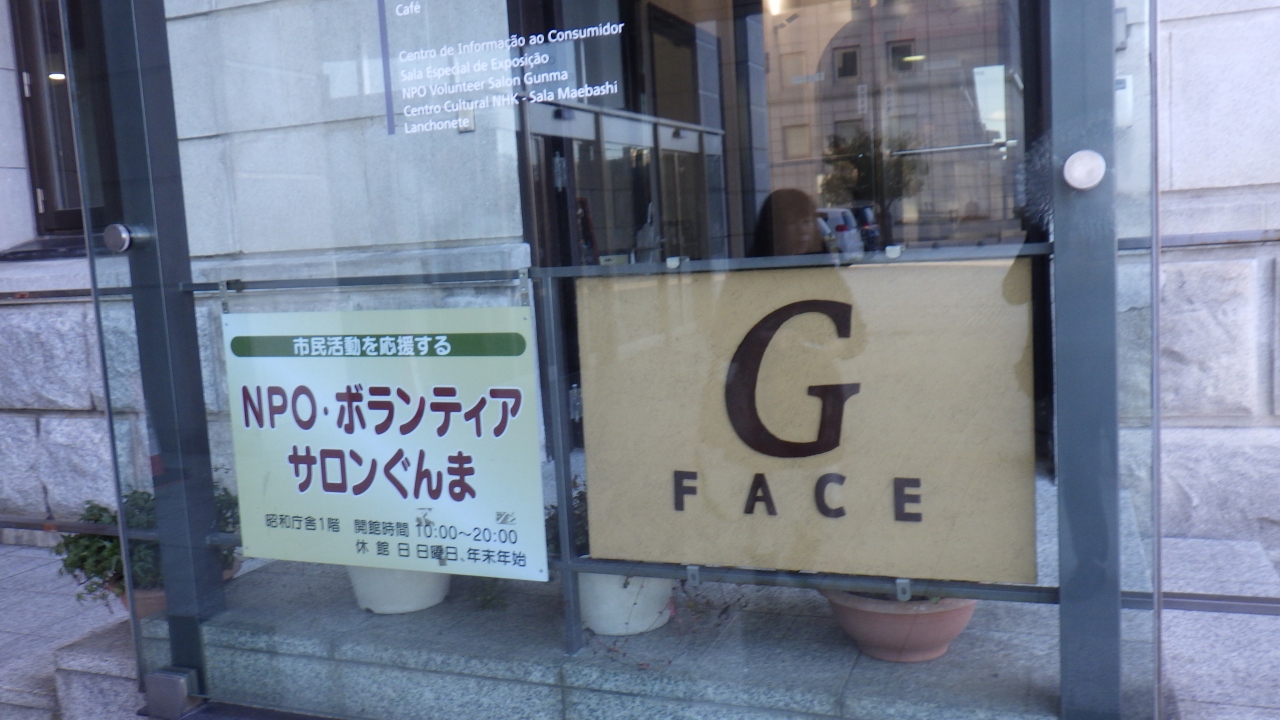 Café
Centro de Informação ao Consumidor
Sala Especial de Exposição
NPO Volunteer Salon Gunma
Centro Cultural NHK - Sala Maebashi
Lanchonete
市民活動を応援する
NPO・ボランティア
サロンぐんま
昭和庁舎1階 開館時間 10:00～20:00
休館日 日曜日、年末年始
G
FACE